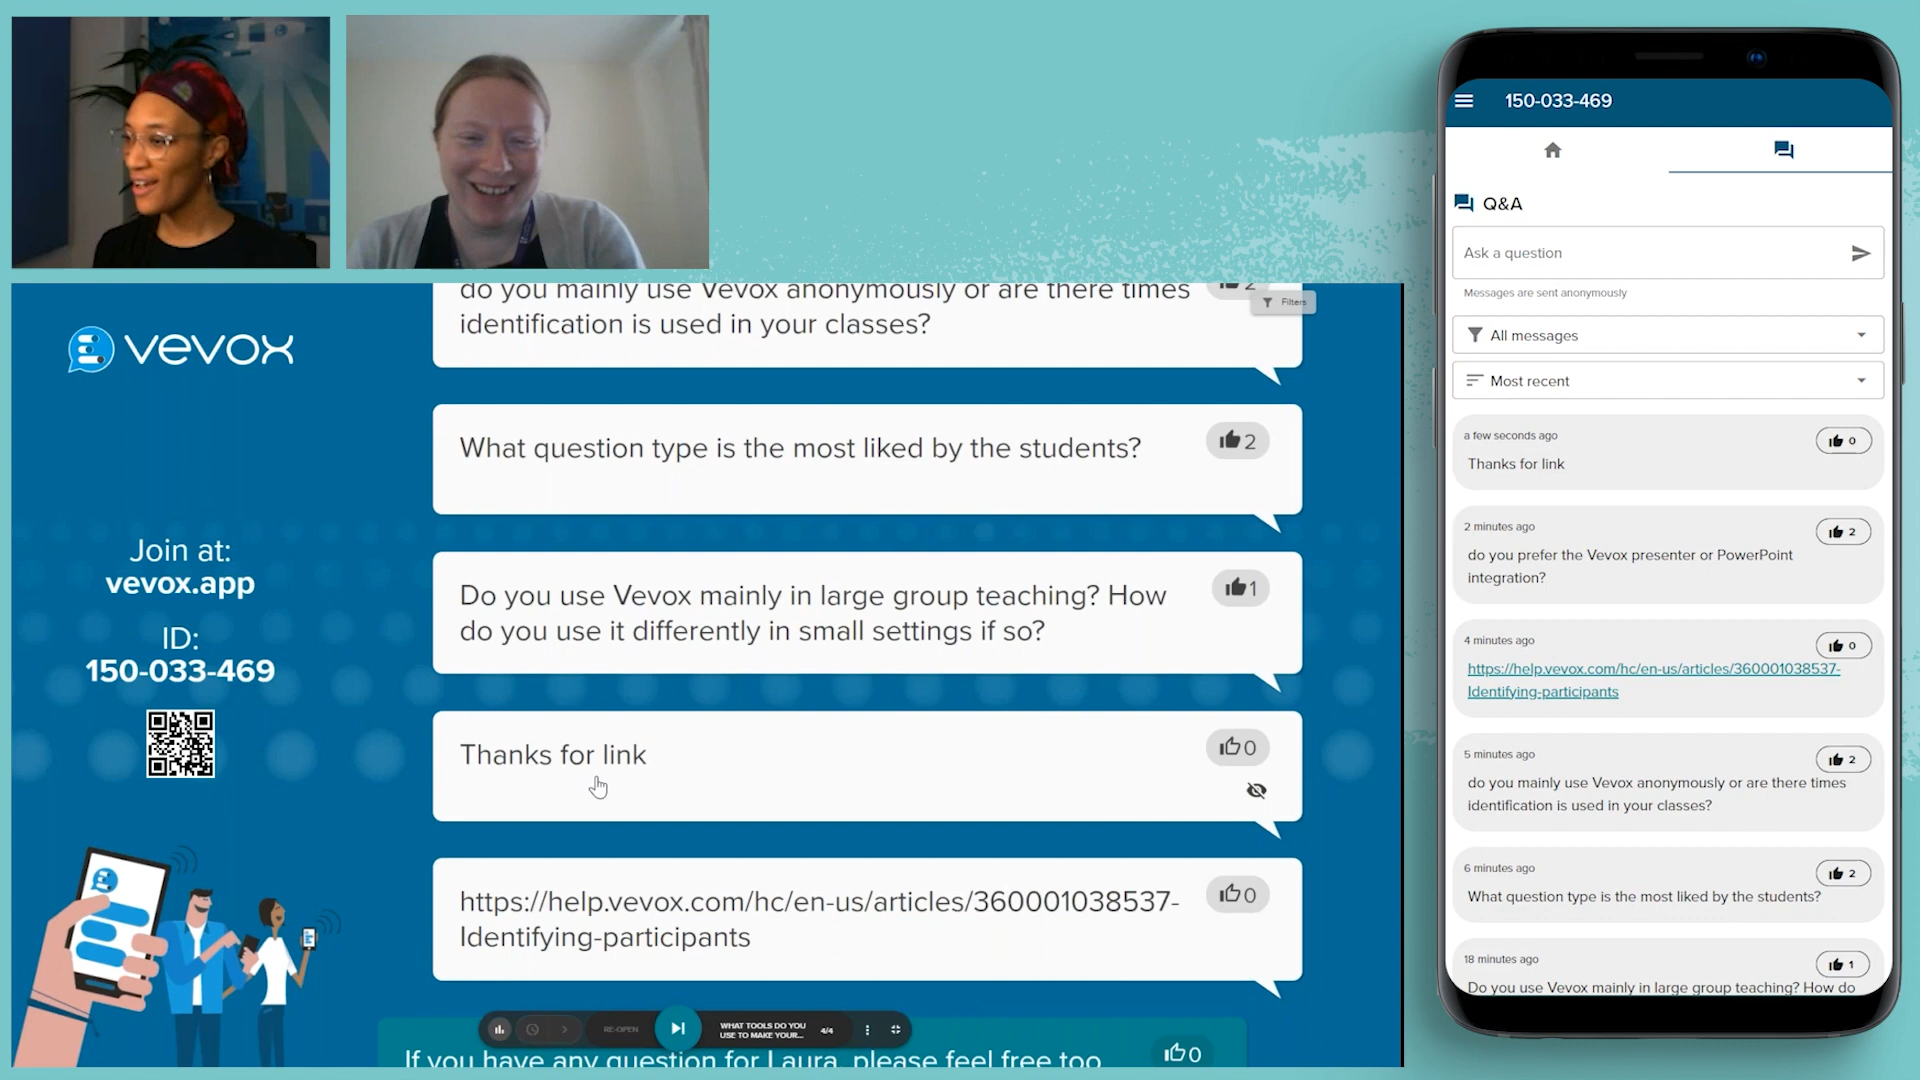 do you mainly use Vevox anonymously or are there times
identification is used in your classes?
2
Filters
vevox
What question type is the most liked by the students?
2
Join at:
vevox.app
ID:
150-033-469
Do you use Vevox mainly in large group teaching? How
do you use it differently in small settings if so?
1
Thanks for link
0
https://help.vevox.com/hc/en-us/articles/360001038537-
Identifying-participants
0
RE-OPEN
WHAT TOOLS DO YOU
USE TO MAKE YOUR...
4/4
If you have any question for Laura, please feel free too
0
150-033-469
Q&A
Ask a question
Messages are sent anonymously
All messages
Most recent
a few seconds ago
0
Thanks for link
2 minutes ago
2
do you prefer the Vevox presenter or PowerPoint
integration?
4 minutes ago
0
https://help.vevox.com/hc/en-us/articles/360001038537-
Identifying-participants
5 minutes ago
2
do you mainly use Vevox anonymously or are there times
identification is used in your classes?
6 minutes ago
2
What question type is the most liked by the students?
18 minutes ago
1
Do you use Vevox mainly in large group teaching? How do